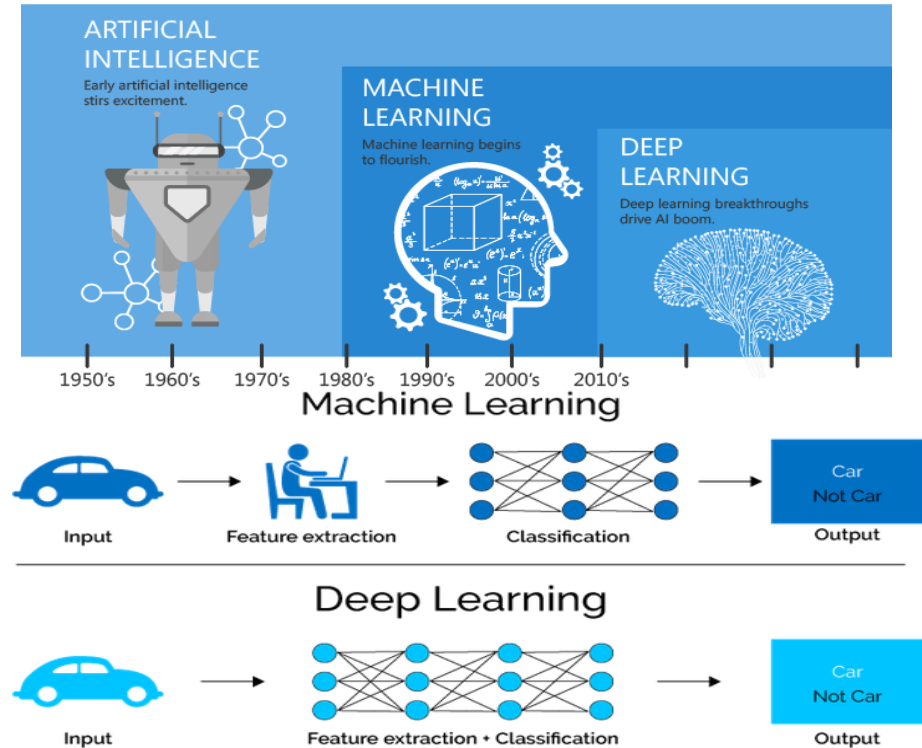 ARTIFICIAL
INTELLIGENCE
Early artificial intelligence
stirs excitement.
MACHINE
LEARNING
Machine learning begins
to flourish.
DEEP
LEARNING
Deep learning breakthroughs
drive AI boom.
1950's 1960's 1970's 1980's 1990's 2000's 2010's
Machine Learning
Car
Not Car
Input Feature extraction Classification Output
Deep Learning
Car
Not Car
Input Feature extraction + Classification Output